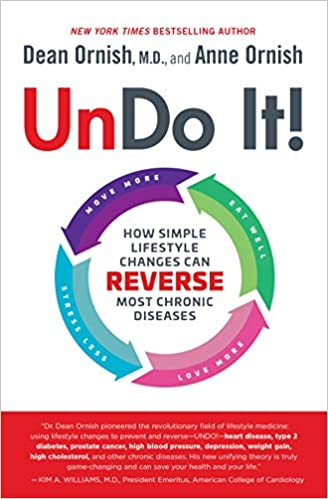 NEW YORK TIMES BESTSELLING AUTHOR
Dean Ornish, M.D., and Anne Ornish
UnDo It!
MOVE MORE
EAT WELL
HOW SIMPLE
LIFESTYLE
CHANGES CAN
REVERSE
MOST CHRONIC
DISEASES
STRESS LESS
LOVE MORE
"Dr. Dean Ornish pioneered the revolutionary field of lifestyle medicine:
using lifestyle changes to prevent and reverse—UNDO!—heart disease, type 2
diabetes, prostate cancer, high blood pressure, depression, weight gain,
high cholesterol, and other chronic diseases. His new unifying theory is truly
game-changing and can save your health and your life."
—KIM A. WILLIAMS, M.D., President Emeritus, American College of Cardiology